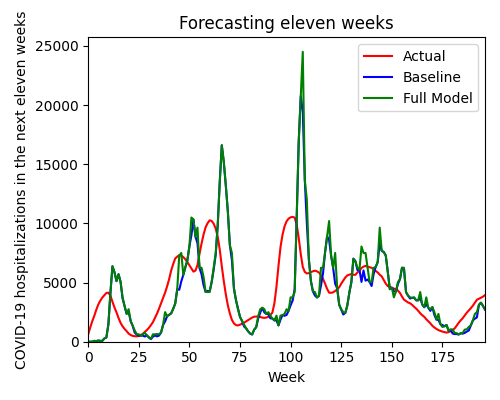 Forecasting eleven weeks
COVID-19 hospitalizations in the next eleven weeks
25000
20000
15000
10000
5000
0
Actual
Baseline
Full Model
0 25 50 75 100 125 150 175
Week